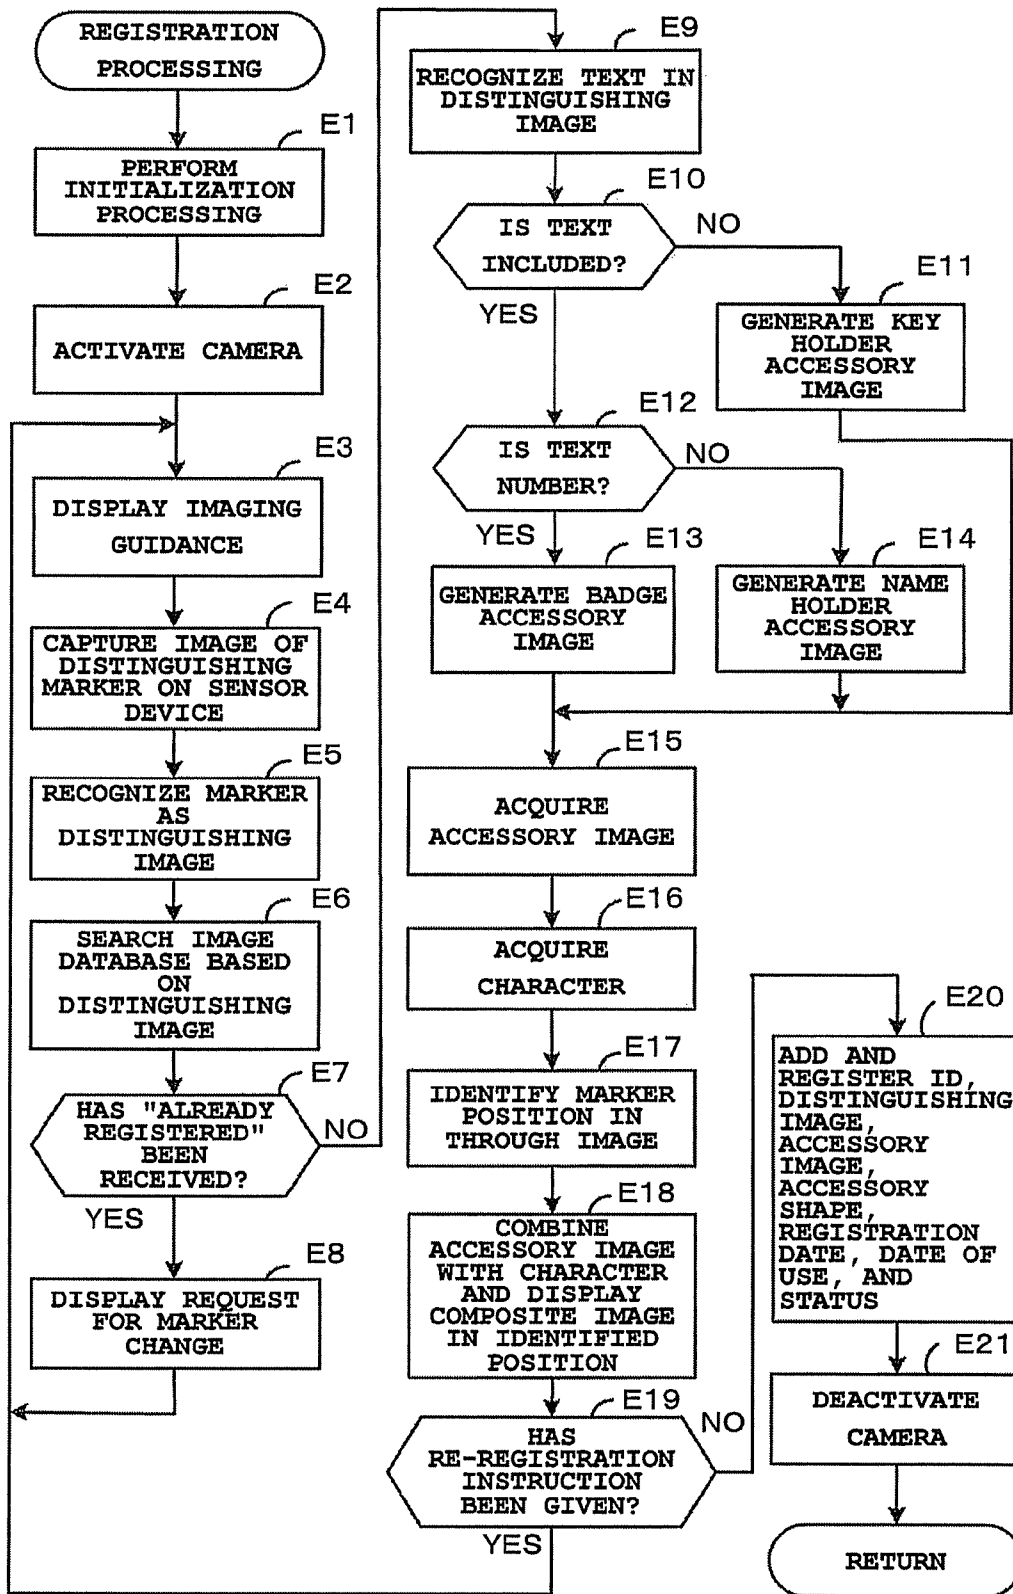 REGISTRATION
PROCESSING
E1
PERFORM
INITIALIZATION
PROCESSING
E2
ACTIVATE CAMERA
E3
DISPLAY IMAGING
GUIDANCE
E4
CAPTURE IMAGE OF
DISTINGUISHING
MARKER ON SENSOR
DEVICE
E5
RECOGNIZE MARKER
AS
DISTINGUISHING
IMAGE
E6
SEARCH IMAGE
DATABASE BASED
ON
DISTINGUISHING
IMAGE
E7
HAS "ALREADY
REGISTERED"
BEEN
RECEIVED?
NO
YES
E8
DISPLAY REQUEST
FOR MARKER
CHANGE
E9
RECOGNIZE TEXT IN
DISTINGUISHING
IMAGE
E10
IS TEXT
INCLUDED?
NO
YES
E11
GENERATE KEY
HOLDER
ACCESSORY
IMAGE
E12
IS TEXT
NUMBER?
NO
YES
E13
GENERATE BADGE
ACCESSORY
IMAGE
E14
GENERATE NAME
HOLDER
ACCESSORY
IMAGE
E15
ACQUIRE
ACCESSORY IMAGE
E16
ACQUIRE
CHARACTER
E17
IDENTIFY MARKER
POSITION IN
THROUGH IMAGE
E18
COMBINE
ACCESSORY IMAGE
WITH CHARACTER
AND DISPLAY
COMPOSITE IMAGE
IN IDENTIFIED
POSITION
E19
HAS
RE-REGISTRATION
INSTRUCTION
BEEN GIVEN?
NO
YES
E20
ADD AND
REGISTER ID,
DISTINGUISHING
IMAGE,
ACCESSORY
IMAGE,
ACCESSORY
SHAPE,
REGISTRATION
DATE, DATE OF
USE, AND
STATUS
E21
DEACTIVATE
CAMERA
RETURN